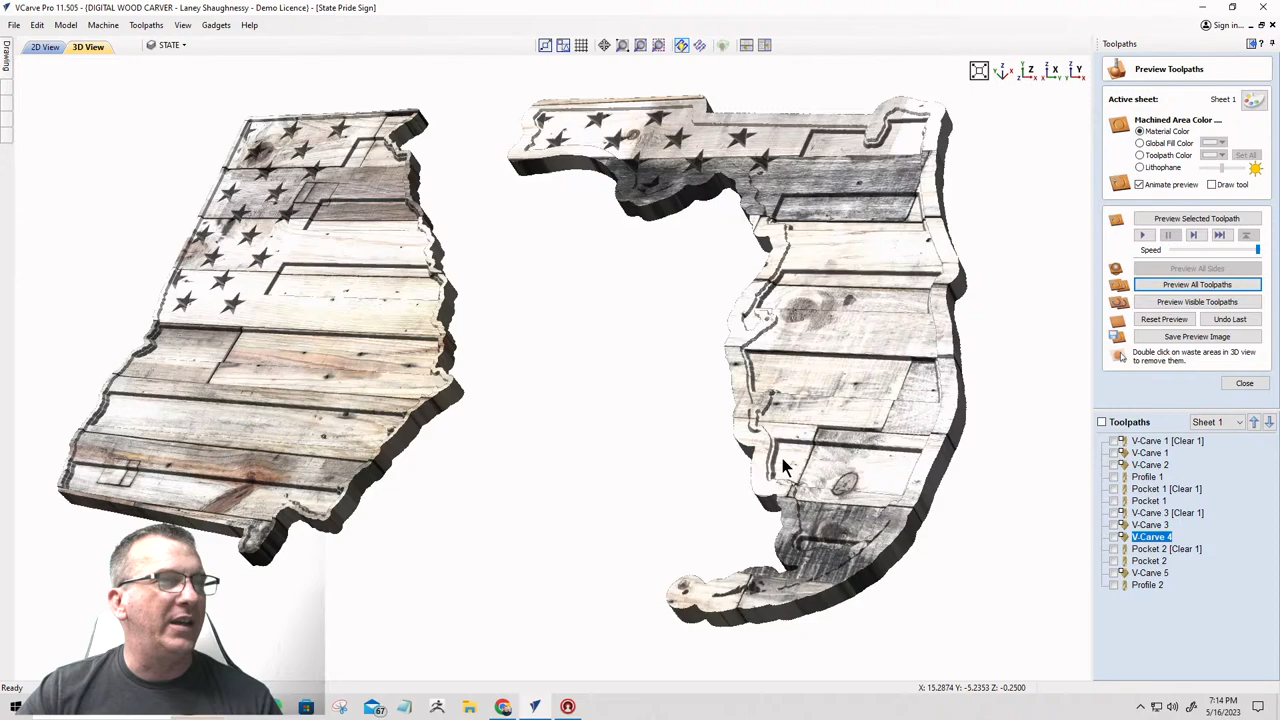 VCarve Pro 11.505 - {DIGITAL WOOD CARVER - Laney Shaughnessy - Demo Licence} - [State Pride Sign]
File Edit Model Machine Toolpaths View Gadgets Help
Sign in...
2D View 3D View STATE
Drawing
Toolpaths
Z X Y
Preview Toolpaths
Active sheet: Sheet 1
Machined Area Color ....
Material Color
Global Fill Color
Toolpath Color Set All
Lithophane
Animate preview Draw tool
Preview Selected Toolpath
Speed
Preview All Sides
Preview All Toolpaths
Preview Visible Toolpaths
Reset Preview Undo Last
Save Preview Image
Double click on waste areas in 3D view
to remove them.
Close
Toolpaths Sheet 1
V-Carve 1 [Clear 1]
V-Carve 1
V-Carve 2
Profile 1
Pocket 1 [Clear 1]
Pocket 1
V-Carve 3 [Clear 1]
V-Carve 3
V-Carve 4
Pocket 2 [Clear 1]
Pocket 2
V-Carve 5
Profile 2
Ready
X: 15.2874 Y: -5.2353 Z: -0.2500
67
7:14 PM
5/16/2023